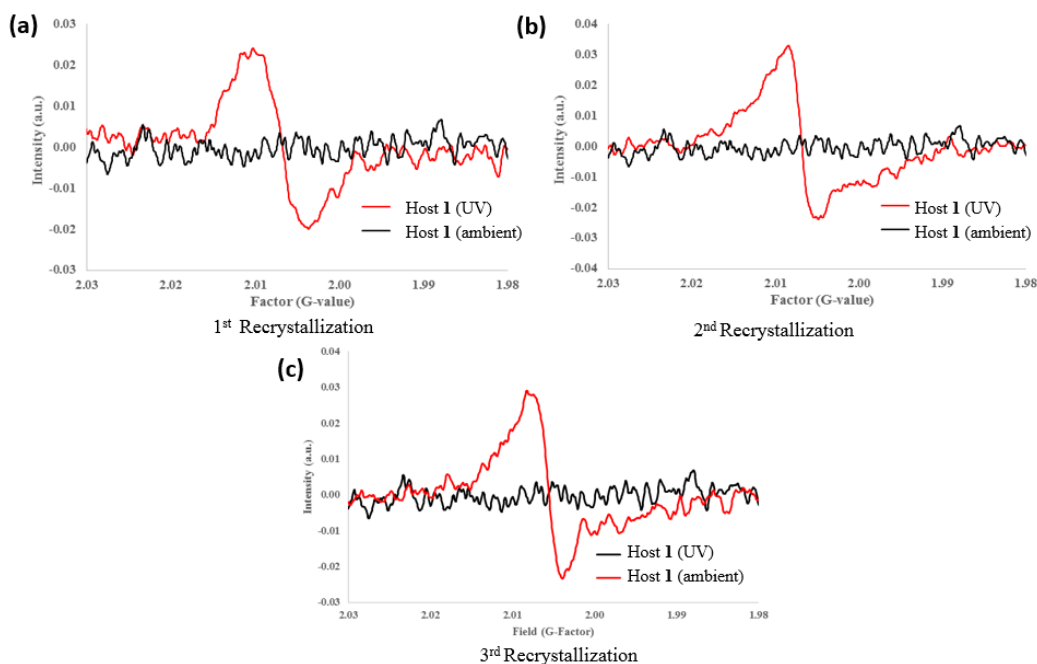 (a)
0.03
0.02
0.01
0.00
-0.01
-0.02
-0.03
Intensity (a.u.)
2.03 2.02 2.01 2.00 1.99 1.98
Factor (G-value)
Host 1 (UV)
Host 1 (ambient)
1st Recrystallization
(b)
0.04
0.03
0.02
0.01
0.00
-0.01
-0.02
-0.03
-0.04
Intensity (a.u.)
2.03 2.02 2.01 2.00 1.99 1.98
Factor (G-value)
Host 1 (UV)
Host 1 (ambient)
2nd Recrystallization
(c)
0.04
0.03
0.02
0.01
0.00
-0.01
-0.02
-0.03
Intensity (a.u.)
2.03 2.02 2.01 2.00 1.99 1.98
Field (G-Factor)
Host 1 (UV)
Host 1 (ambient)
3rd Recrystallization